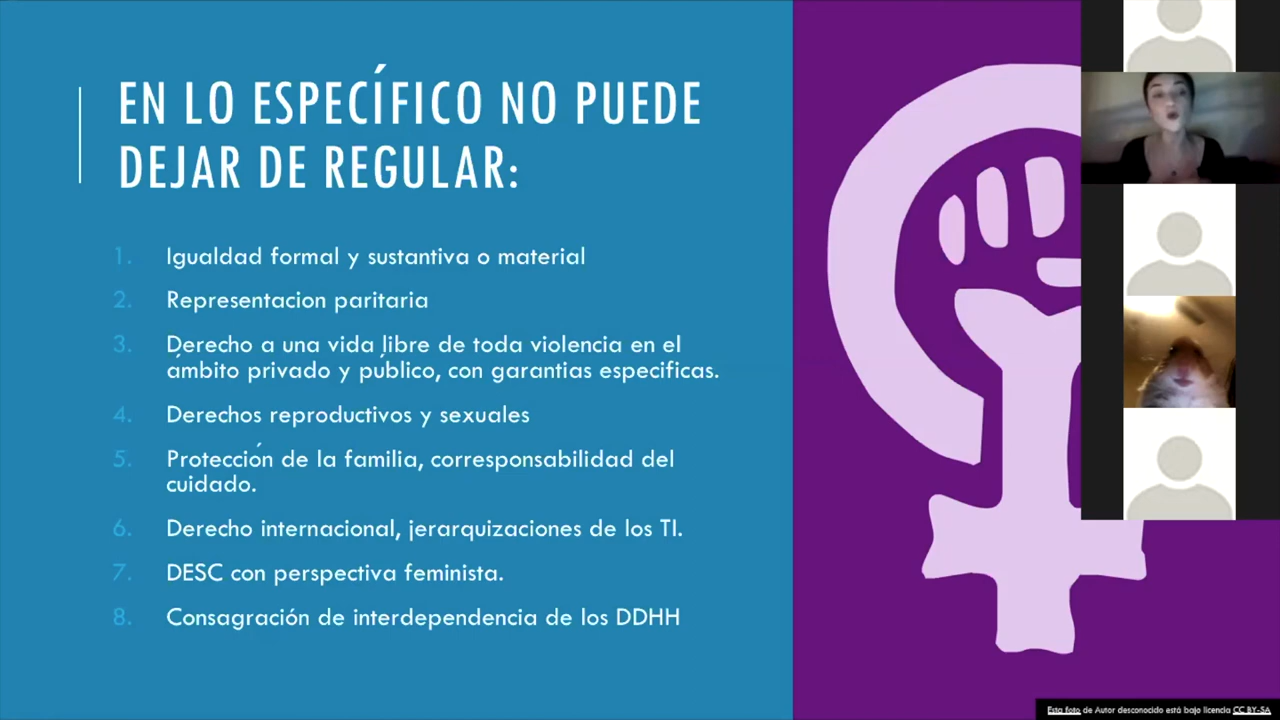 EN LO ESPECÍFICO NO PUEDE
DEJAR DE REGULAR:
1. Igualdad formal y sustantiva o material
2. Representacion paritaria
3. Derecho a una vida libre de toda violencia en el
ámbito privado y público, con garantias especificas.
4. Derechos reproductivos y sexuales
5. Protección de la familia, corresponsabilidad del
cuidado.
6. Derecho internacional, jerarquizaciones de los TI.
7. DESC con perspectiva feminista.
8. Consagración de interdependencia de los DDHH
Esta foto de Autor desconocido está bajo licencia CC BY-SA